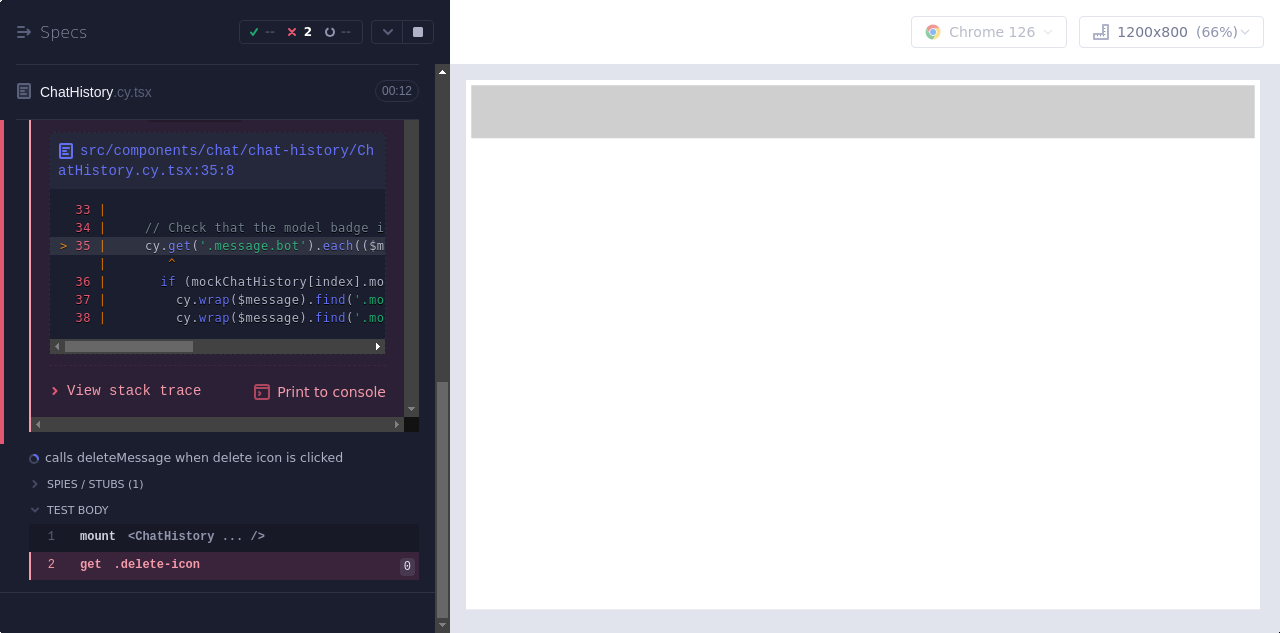 Specs
-- 2 --
Chrome 126
1200x800 (66%)
ChatHistory.cy.tsx
00:12
src/components/chat/chat-history/Ch
atHistory.cy.tsx:35:8
33 |
34 | // Check that the model badge i
> 35 | cy.get('.message.bot').each(($m
| ^
36 | if (mockChatHistory[index].mo
37 | cy.wrap($message).find('.mo
38 | cy.wrap($message).find('.mo
View stack trace
Print to console
calls deleteMessage when delete icon is clicked
SPIES / STUBS (1)
TEST BODY
1 mount <ChatHistory ... />
2 get .delete-icon 0